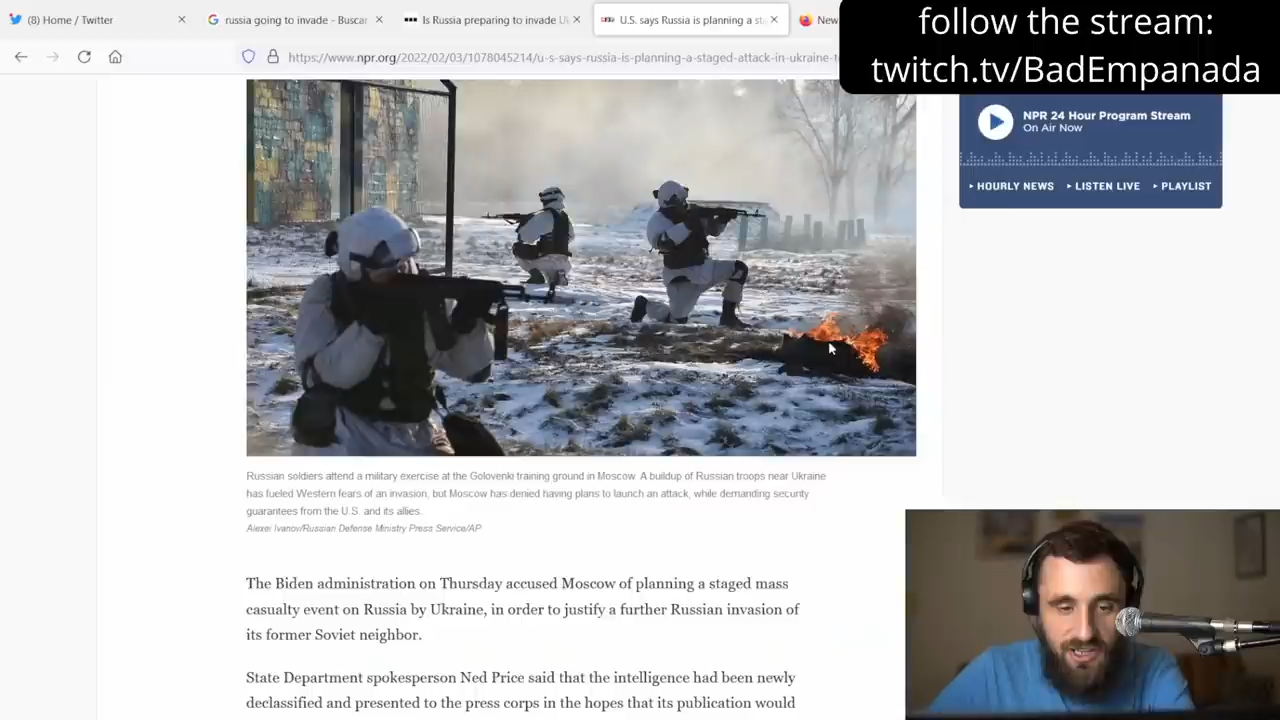 (8) Home / Twitter
russia going to invade - Buscar
Is Russia preparing to invade Uk
U.S. says Russia is planning a sta
New
follow the stream:
twitch.tv/BadEmpanada
https://www.npr.org/2022/02/03/1078045214/u-s-says-russia-is-planning-a-staged-attack-in-ukraine-t
NPR 24 Hour Program Stream
On Air Now
HOURLY NEWS LISTEN LIVE PLAYLIST
Russian soldiers attend a military exercise at the Golovenki training ground in Moscow. A buildup of Russian troops near Ukraine
has fueled Western fears of an invasion, but Moscow has denied having plans to launch an attack, while demanding security
guarantees from the U.S. and its allies.
Alexei Ivanov/Russian Defense Ministry Press Service/AP
The Biden administration on Thursday accused Moscow of planning a staged mass
casualty event on Russia by Ukraine, in order to justify a further Russian invasion of
its former Soviet neighbor.
State Department spokesperson Ned Price said that the intelligence had been newly
declassified and presented to the press corps in the hopes that its publication would